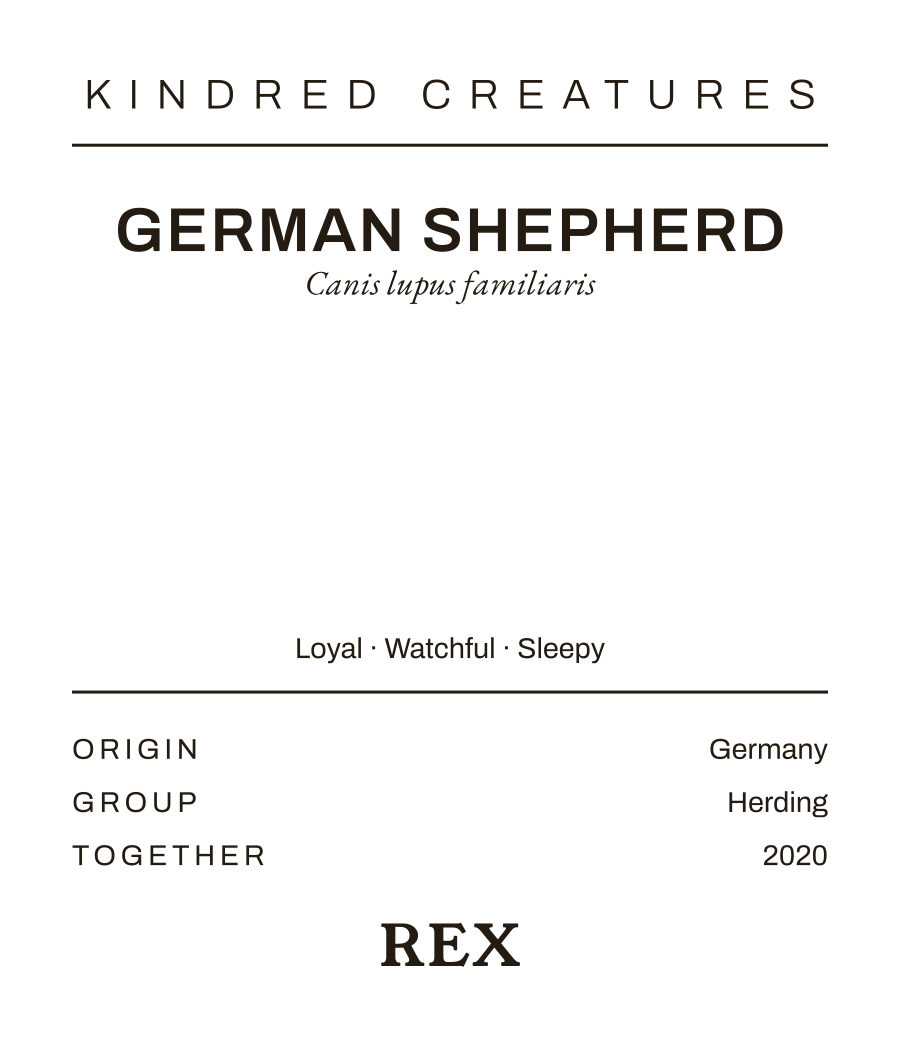 KINDRED CREATURES
GERMAN SHEPHERD
Canis lupus familiaris
Loyal · Watchful · Sleepy
ORIGIN Germany
GROUP Herding
TOGETHER 2020
REX